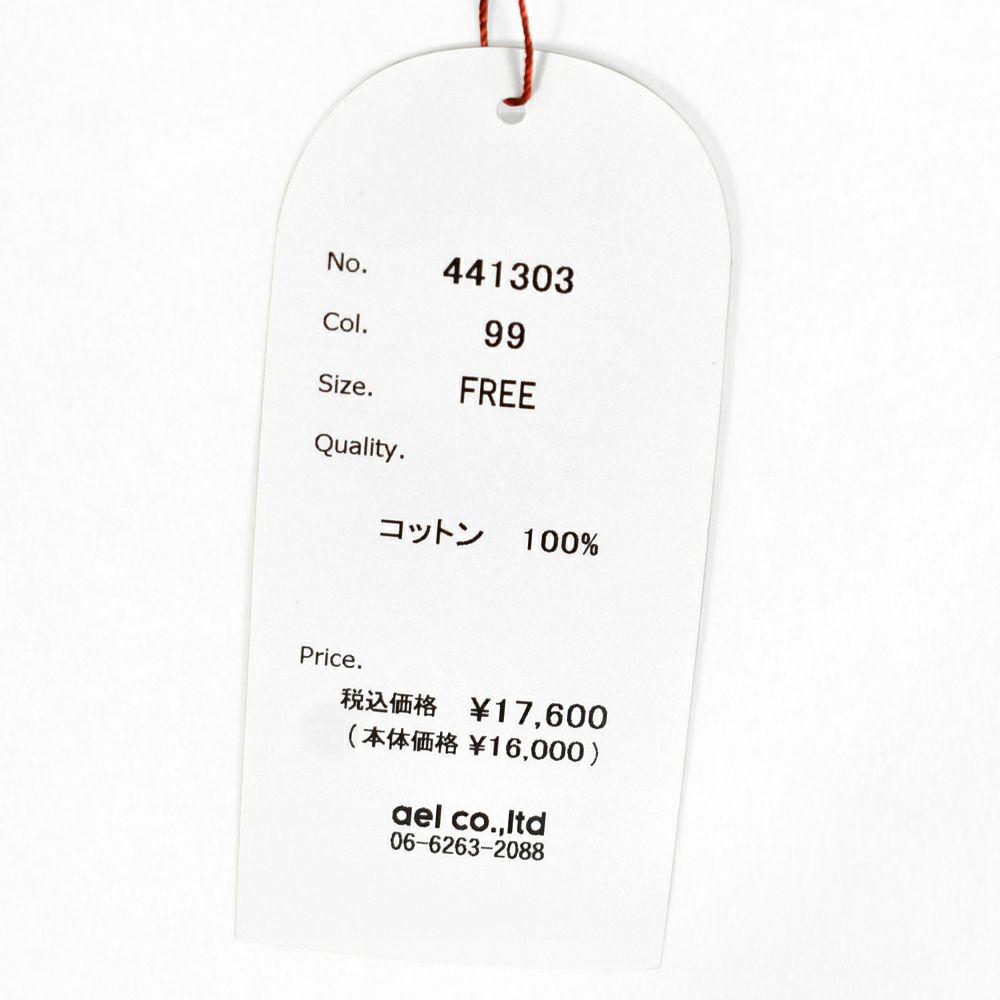 No. 441303
Col. 99
Size. FREE
Quality.
コットン 100%
Price.
税込価格 ¥17,600
(本体価格 ¥16,000)
ael co.,ltd
06-6263-2088